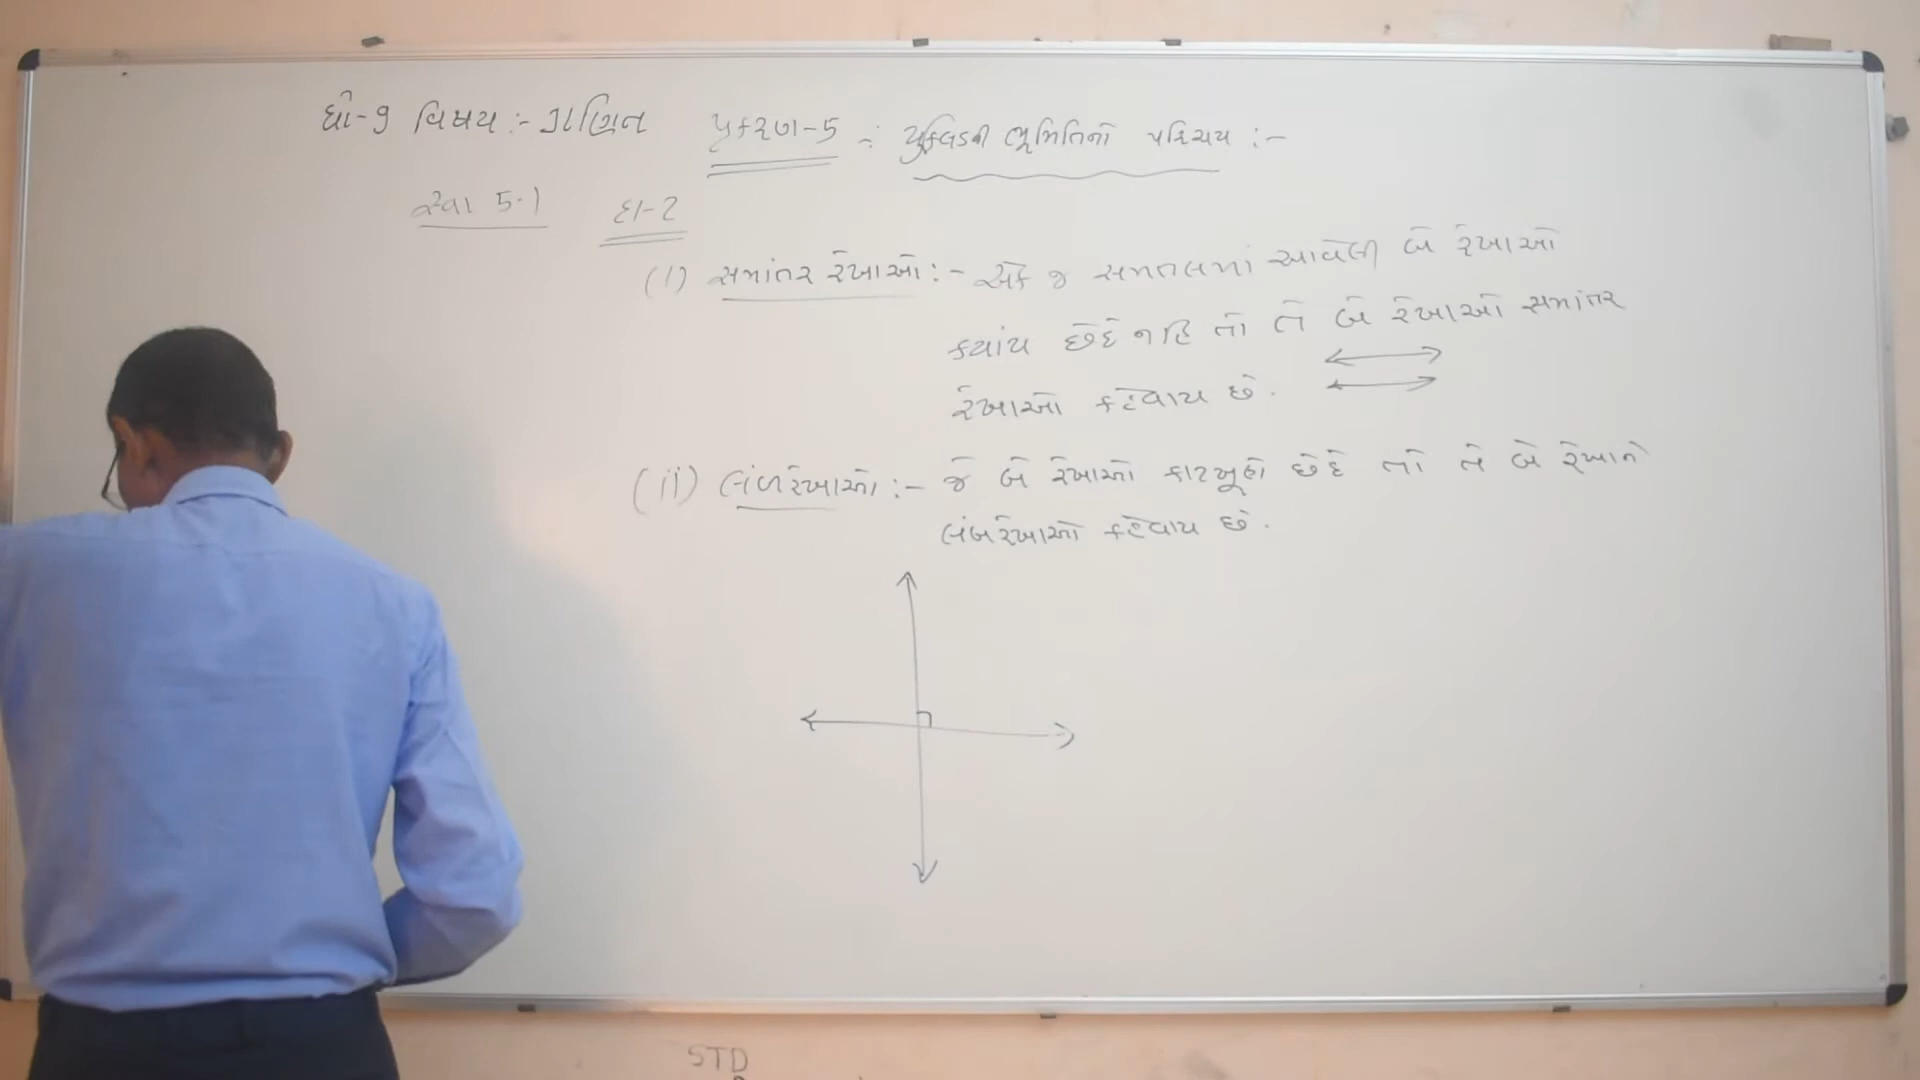 ધો-૭ વિષય :- ગણિત પ્રકરણ-5 :- યુક્લિડની ભૂમિતિનો પરિચય :-
સ્વા 5.1 દા-2
(i) સમાંતર રેખાઓ :- એક જ સમતલમાં આવેલી બે રેખાઓ
ક્યાંય છેદે નહિ તો તે બે રેખાઓ સમાંતર
રેખાઓ કહેવાય છે.
(ii) લંબરેખાઓ :- જે બે રેખાઓ કાટખૂણે છેદે તો તે બે રેખાને
લંબરેખાઓ કહેવાય છે.
STD